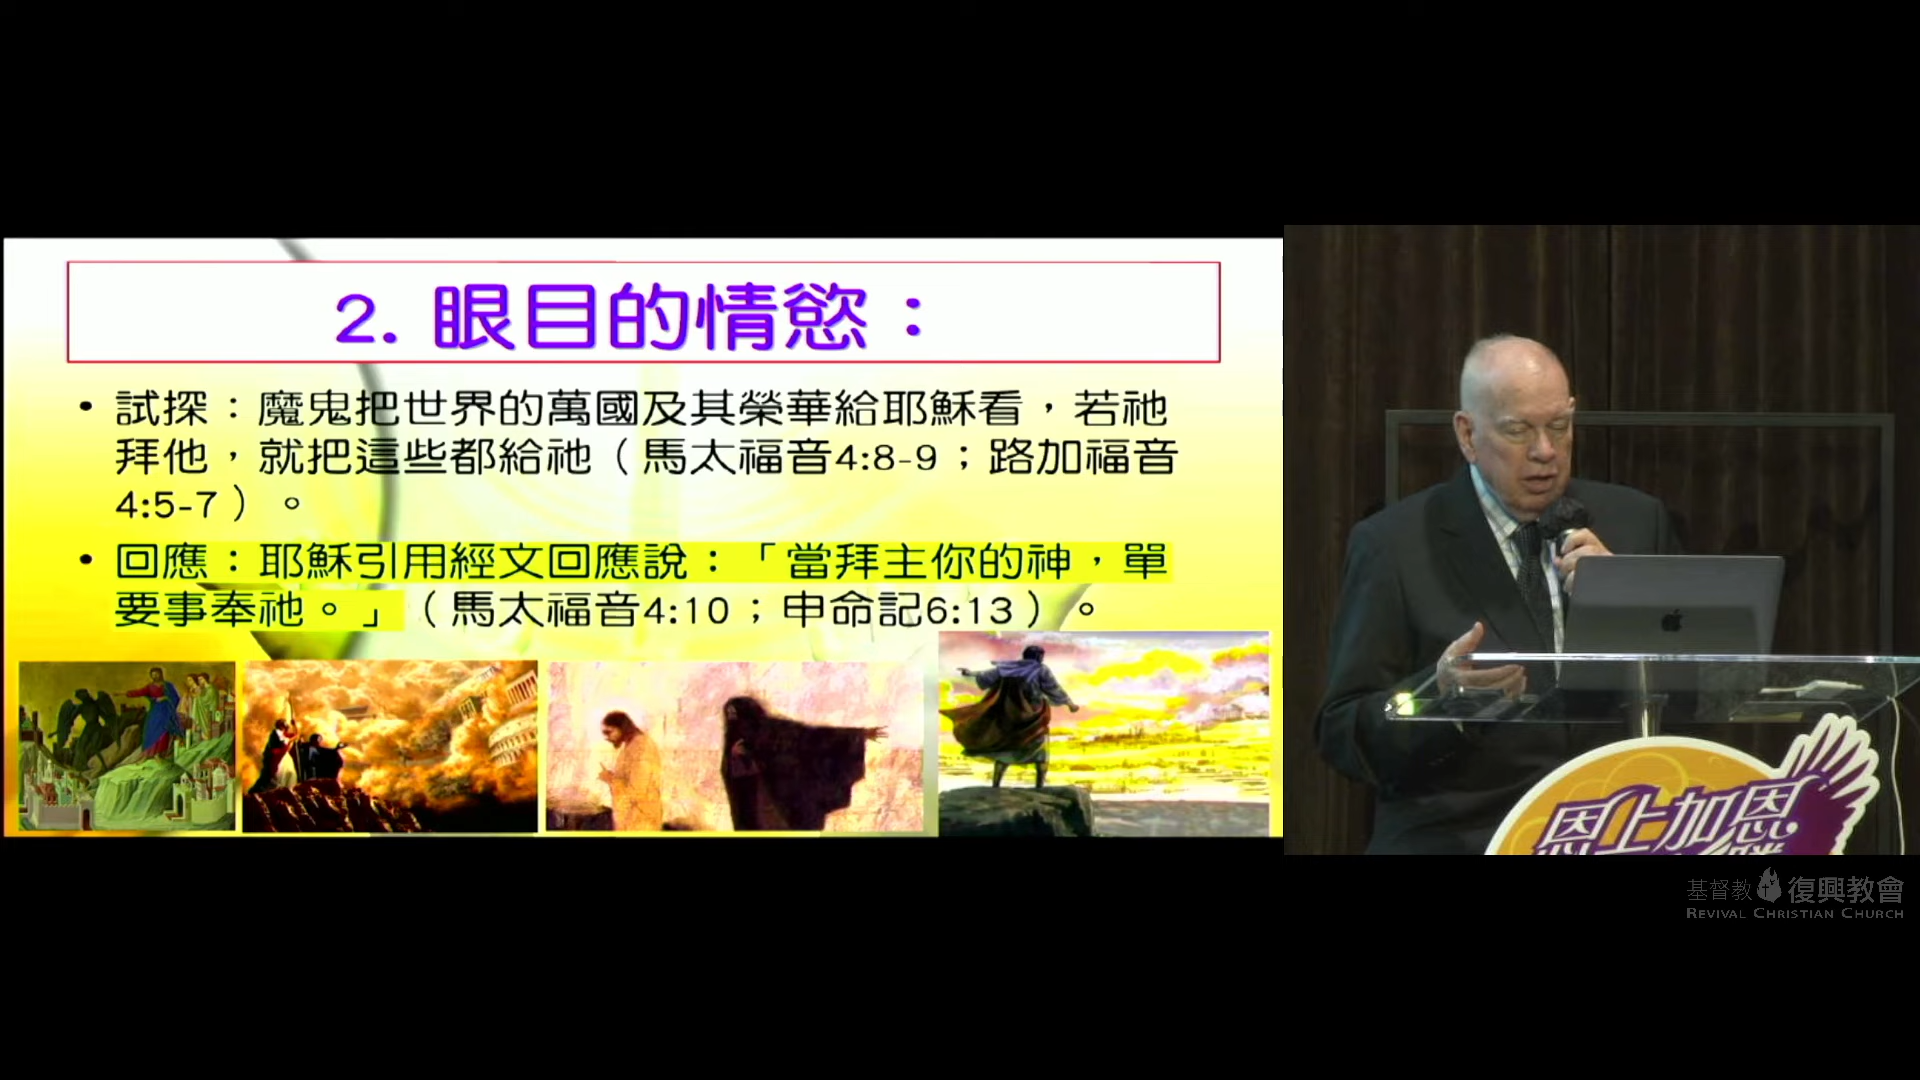 2. 眼目的情慾：
• 試探：魔鬼把世界的萬國及其榮華給耶穌看，若祂
拜他，就把這些都給祂（馬太福音4:8-9；路加福音
4:5-7）。
• 回應：耶穌引用經文回應說：「當拜主你的神，單
要事奉祂。」（馬太福音4:10；申命記6:13）。
恩上加恩
基督教 復興教會
REVIVAL CHRISTIAN CHURCH